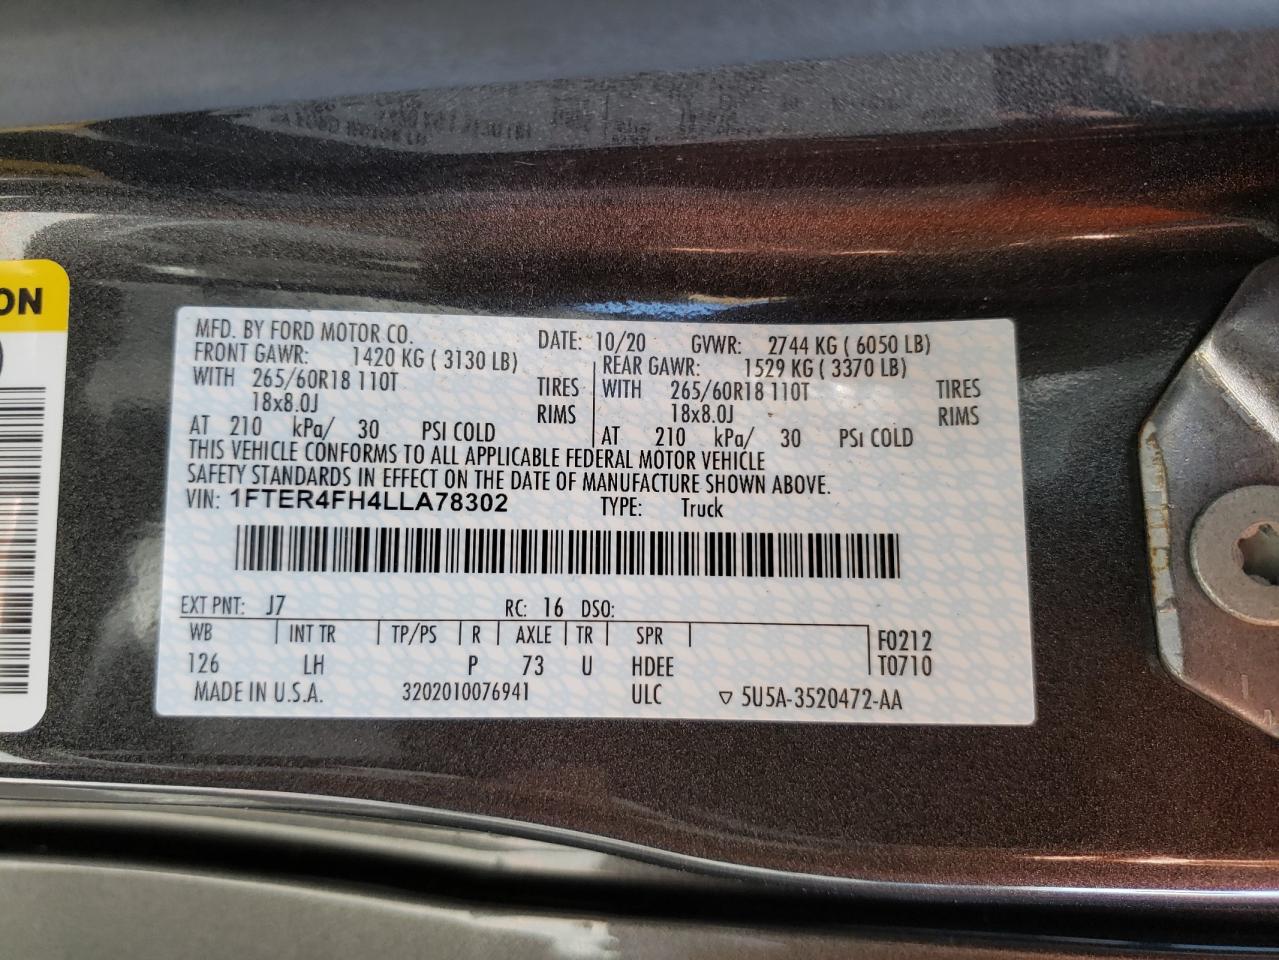 ON
MFD. BY FORD MOTOR CO. DATE: 10/20 GVWR: 2744 KG ( 6050 LB)
FRONT GAWR: 1420 KG ( 3130 LB) REAR GAWR: 1529 KG ( 3370 LB)
WITH 265/60R18 110T TIRES WITH 265/60R18 110T TIRES
18x8.0J RIMS 18x8.0J RIMS
AT 210 kPa/ 30 PSI COLD AT 210 kPa/ 30 PSi COLD
THIS VEHICLE CONFORMS TO ALL APPLICABLE FEDERAL MOTOR VEHICLE
SAFETY STANDARDS IN EFFECT ON THE DATE OF MANUFACTURE SHOWN ABOVE.
VIN: 1FTER4FH4LLA78302 TYPE: Truck
EXT PNT: J7 RC: 16 DSO:
WB INT TR TP/PS R AXLE TR SPR F0212
126 LH P 73 U HDEE T0710
MADE IN U.S.A. 3202010076941 ULC ▽ 5U5A-3520472-AA